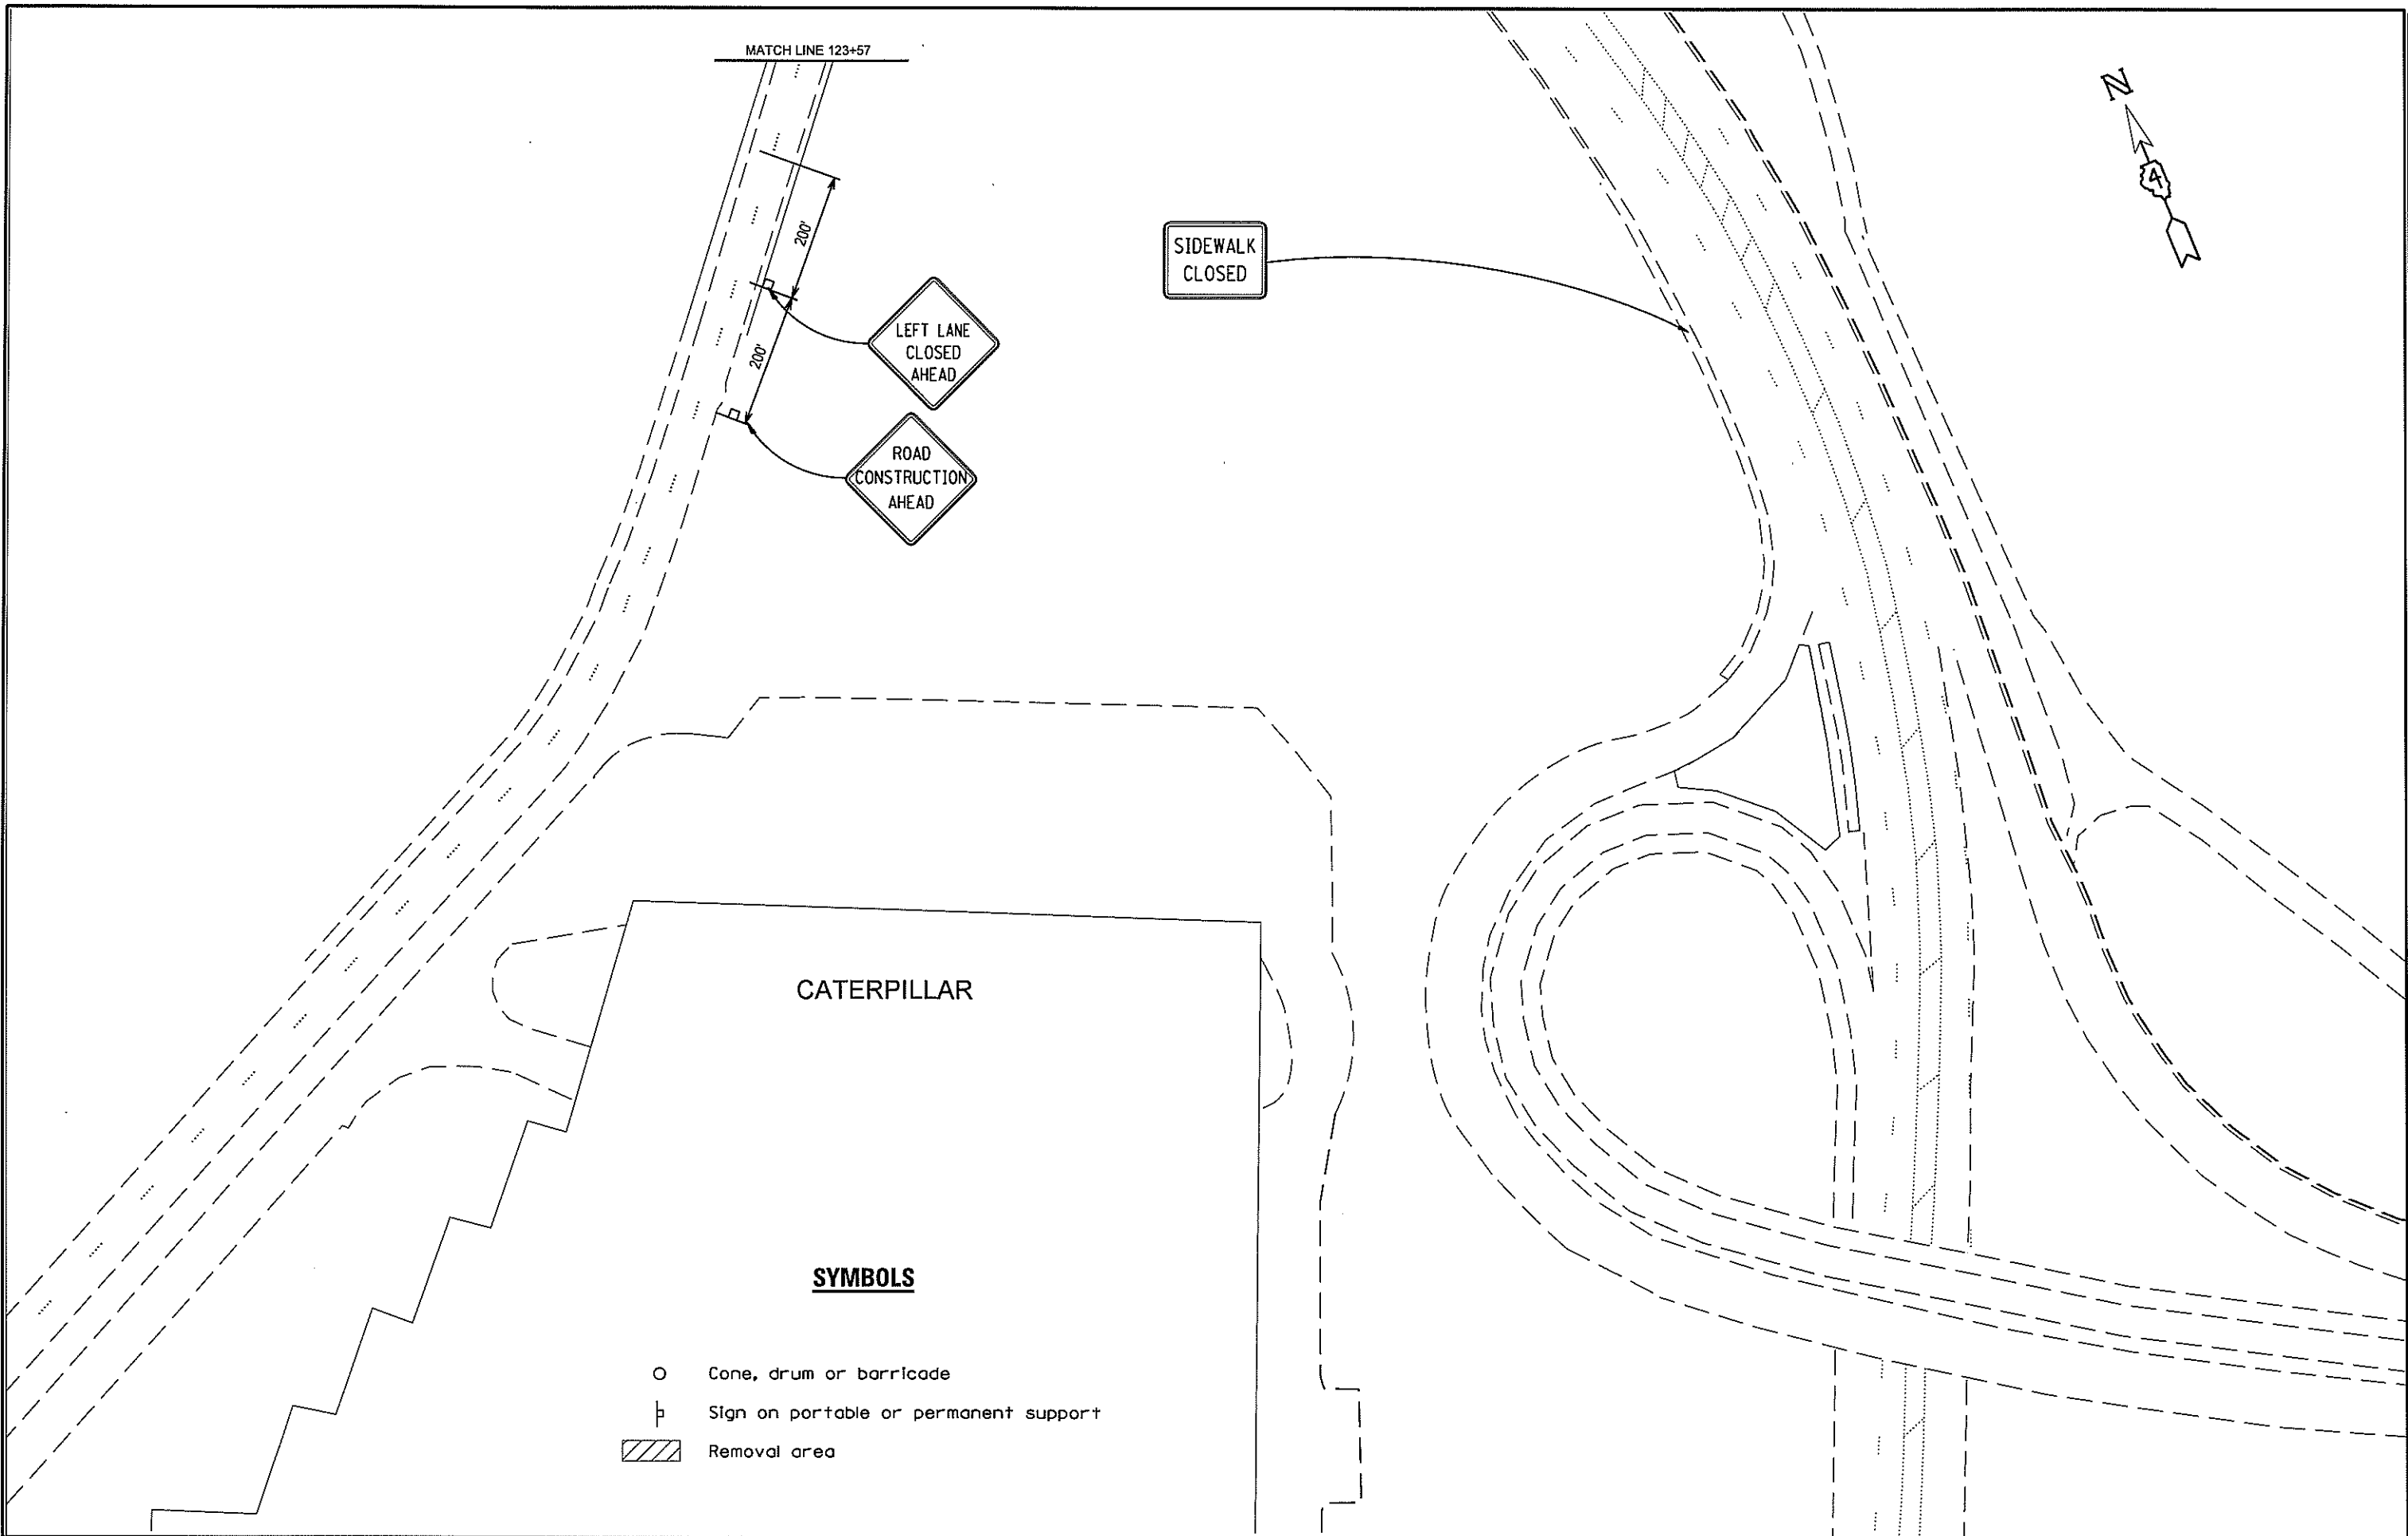 MATCH LINE 123+57
N
4
200'
SIDEWALK
CLOSED
LEFT LANE
CLOSED
AHEAD
200'
ROAD
CONSTRUCTION
AHEAD
CATERPILLAR
SYMBOLS
Cone, drum or barricade
Sign on portable or permanent support
Removal area